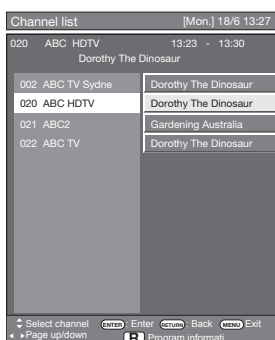 Channel list [Mon.] 18/6 13:27
020 ABC HDTV 13:23 - 13:30
Dorothy The Dinosaur
002 ABC TV Sydne Dorothy The Dinosaur
020 ABC HDTV Dorothy The Dinosaur
021 ABC2 Gardening Australia
022 ABC TV Dorothy The Dinosaur
Select channel ENTER : Enter RETURN : Back MENU Exit
Page up/down R Program informati